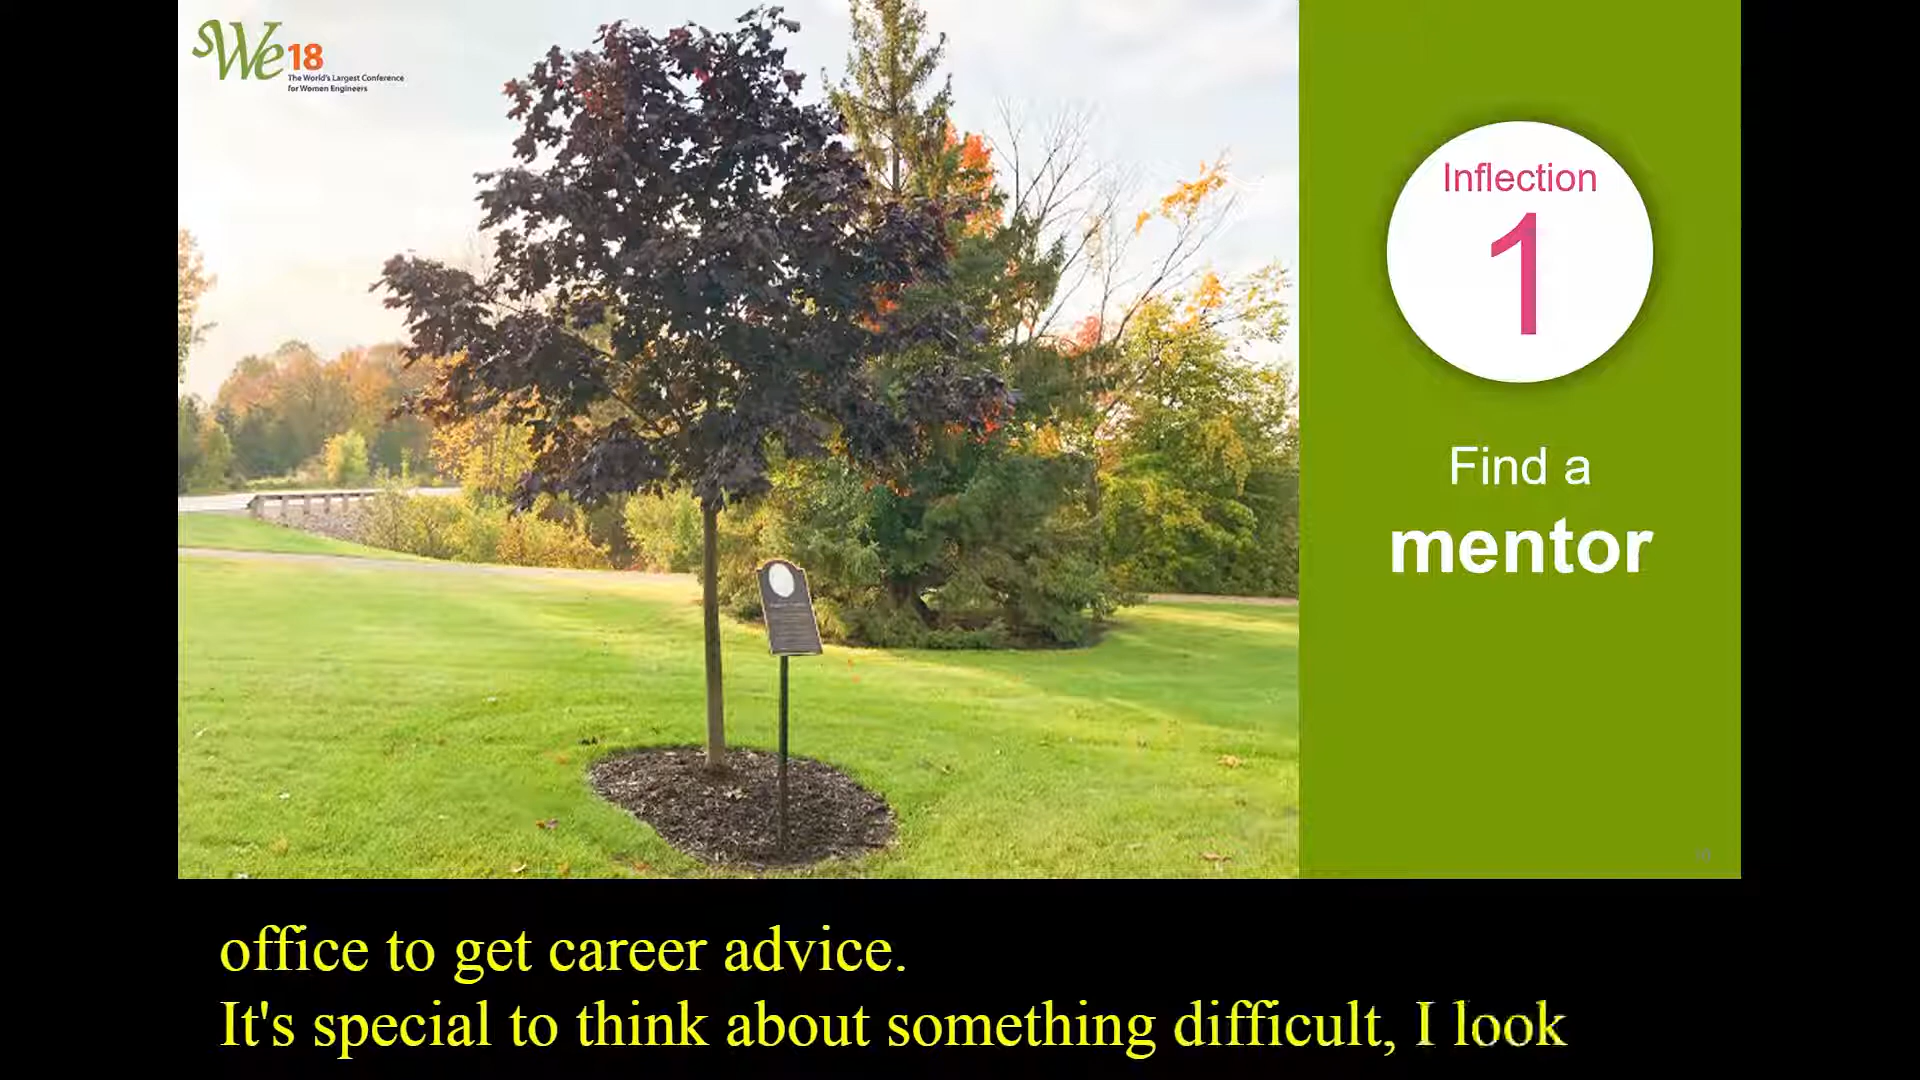 SWe18
The World's Largest Conference
for Women Engineers
Inflection
1
Find a
mentor
office to get career advice.
It's special to think about something difficult, I look